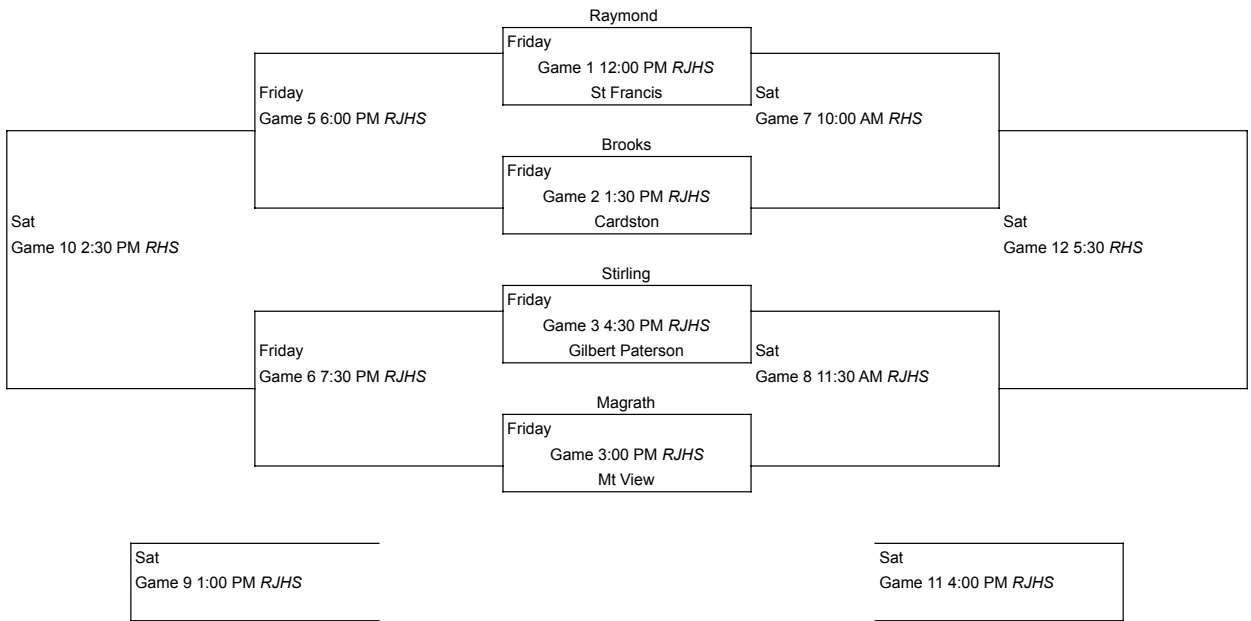 Raymond
Friday
Game 1 12:00 PM RJHS
St Francis
Friday
Game 5 6:00 PM RJHS
Sat
Game 7 10:00 AM RHS
Brooks
Friday
Game 2 1:30 PM RJHS
Cardston
Sat
Game 10 2:30 PM RHS
Sat
Game 12 5:30 RHS
Stirling
Friday
Game 3 4:30 PM RJHS
Gilbert Paterson
Friday
Game 6 7:30 PM RJHS
Sat
Game 8 11:30 AM RJHS
Magrath
Friday
Game 3:00 PM RJHS
Mt View
Sat
Game 9 1:00 PM RJHS
Sat
Game 11 4:00 PM RJHS